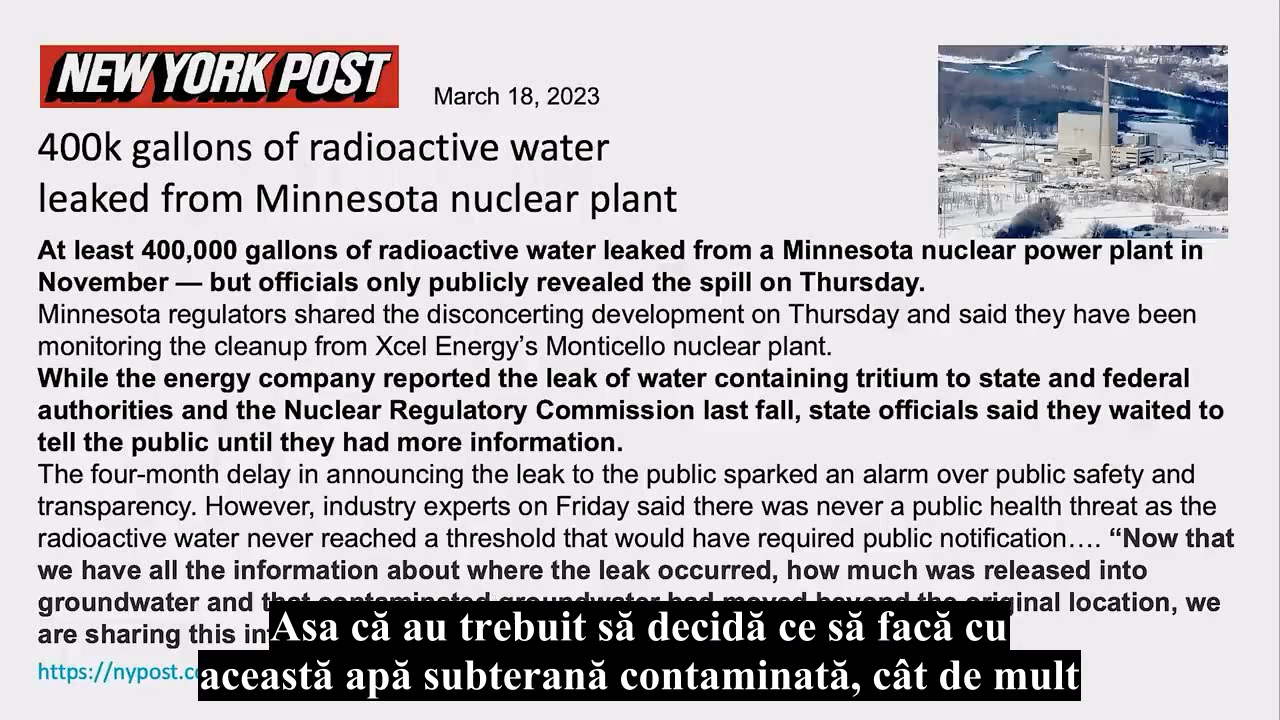 NEW YORK POST
March 18, 2023
400k gallons of radioactive water
leaked from Minnesota nuclear plant
At least 400,000 gallons of radioactive water leaked from a Minnesota nuclear power plant in
November — but officials only publicly revealed the spill on Thursday.
Minnesota regulators shared the disconcerting development on Thursday and said they have been
monitoring the cleanup from Xcel Energy’s Monticello nuclear plant.
While the energy company reported the leak of water containing tritium to state and federal
authorities and the Nuclear Regulatory Commission last fall, state officials said they waited to
tell the public until they had more information.
The four-month delay in announcing the leak to the public sparked an alarm over public safety and
transparency. However, industry experts on Friday said there was never a public health threat as the
radioactive water never reached a threshold that would have required public notification…. “Now that
we have all the information about where the leak occurred, how much was released into
groundwater and that contaminated groundwater had moved beyond the original location, we
are sharing this
https://nypost.
Asa că au trebuit să decidă ce să facă cu
această apă subterană contaminată, cât de mult